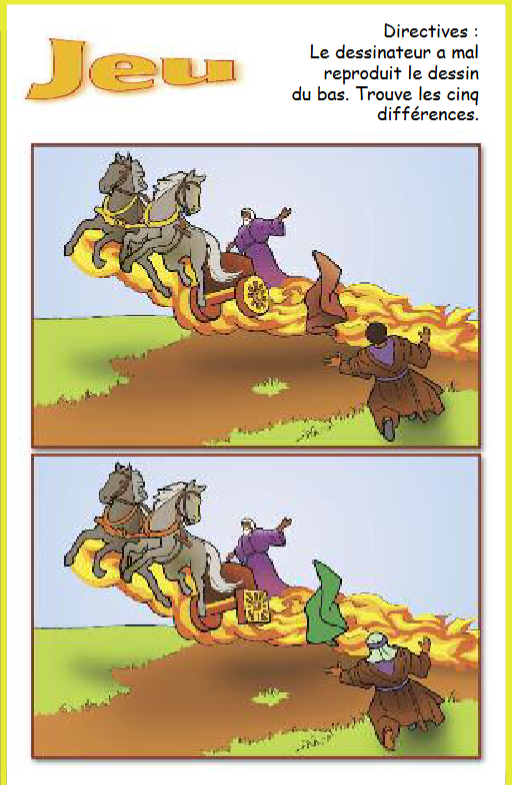 Jeu
Directives :
Le dessinateur a mal
reproduit le dessin
du bas. Trouve les cinq
différences.